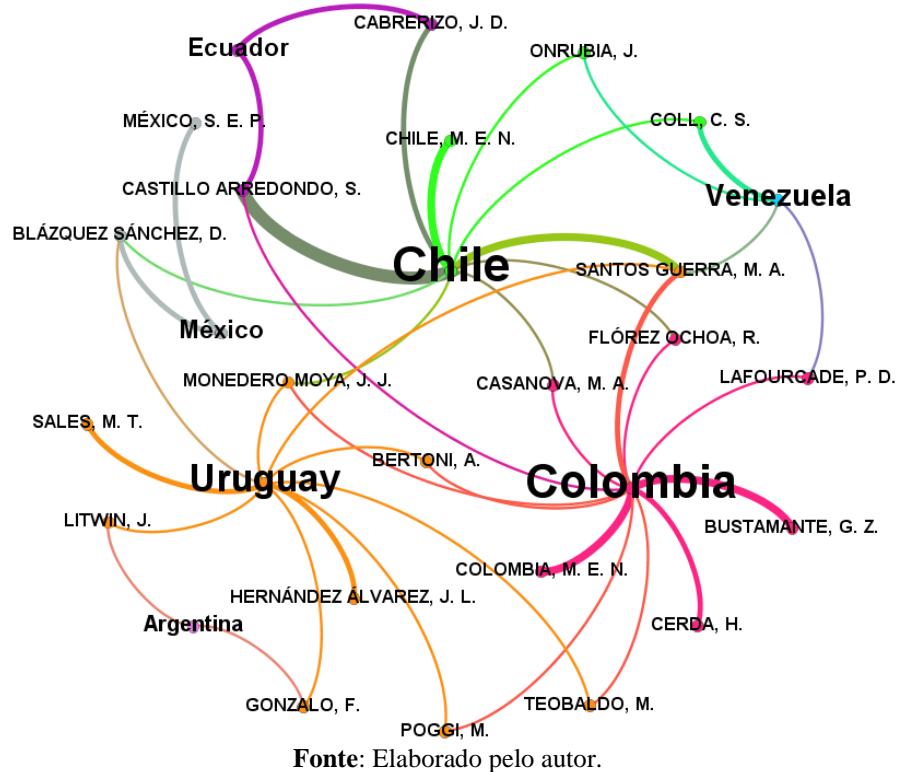 CABRERIZO, J. D.
Ecuador
ONRUBIA, J.
MÉXICO, S. E. P.
COLL, C. S.
CHILE, M. E. N.
CASTILLO ARREDONDO, S.
Venezuela
BLÁZQUEZ SÁNCHEZ, D.
Chile
SANTOS GUERRA, M. A.
México
FLÓREZ OCHOA, R.
MONEDERO MOYA, J. J.
CASANOVA, M. A.
LAFOURCADE, P. D.
SALES, M. T.
BERTONI, A.
Uruguay
Colombia
LITWIN, J.
BUSTAMANTE, G. Z.
COLOMBIA, M. E. N.
HERNÁNDEZ ÁLVAREZ, J. L.
Argentina
CERDA, H.
GONZALO, F.
TEOBALDO, M.
POGGI, M.
Fonte: Elaborado pelo autor.